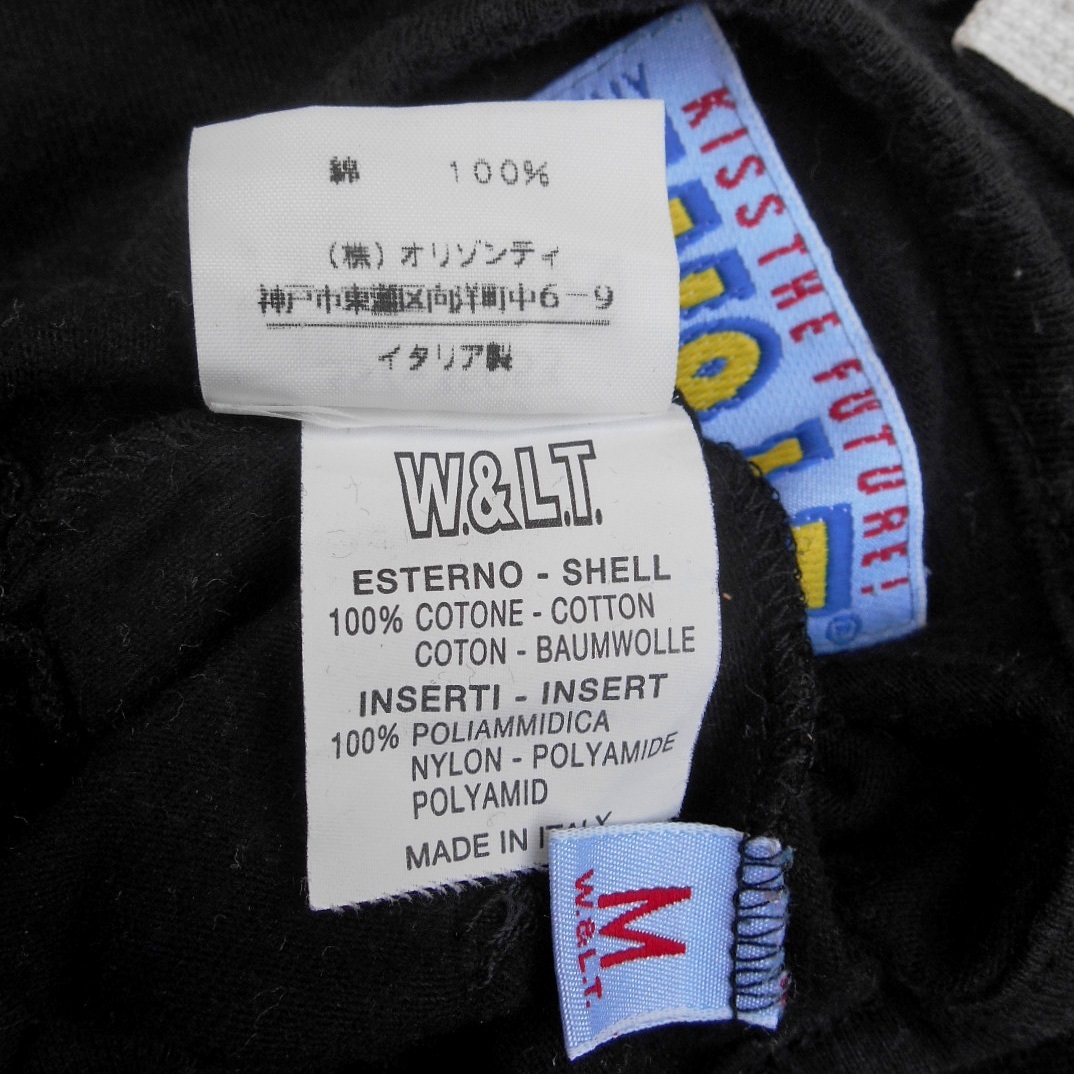 綿 100%
(株) オリゾンティ
神戸市東灘区向洋町中6-9
イタリア製
W.&L.T.
ESTERNO - SHELL
100% COTONE - COTTON
COTON - BAUMWOLLE
INSERTI - INSERT
100% POLIAMMIDICA
NYLON - POLYAMIDE
POLYAMID
MADE IN ITALY
M
W.&L.T.
KISS THE FUTURE!
®